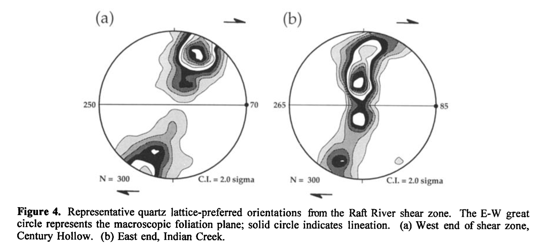 (a)
(b)
250
70
265
85
N = 300
C.I. = 2.0 sigma
N = 300
C.I. = 2.0 sigma
Figure 4. Representative quartz lattice-preferred orientations from the Raft River shear zone. The E-W great
circle represents the macroscopic foliation plane; solid circle indicates lineation. (a) West end of shear zone,
Century Hollow. (b) East end, Indian Creek.